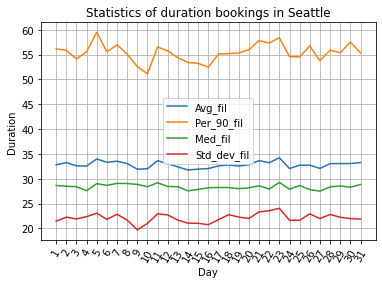 Statistics of duration bookings in Seattle
60
55
50
45
40
35
30
25
20
Duration
Avg_fil
Per_90_fil
Med_fil
Std_dev_fil
1 2 3 4 5 6 7 8 9 10 11 12 13 14 15 16 17 18 19 20 21 22 23 24 25 26 27 28 29 30 31
Day